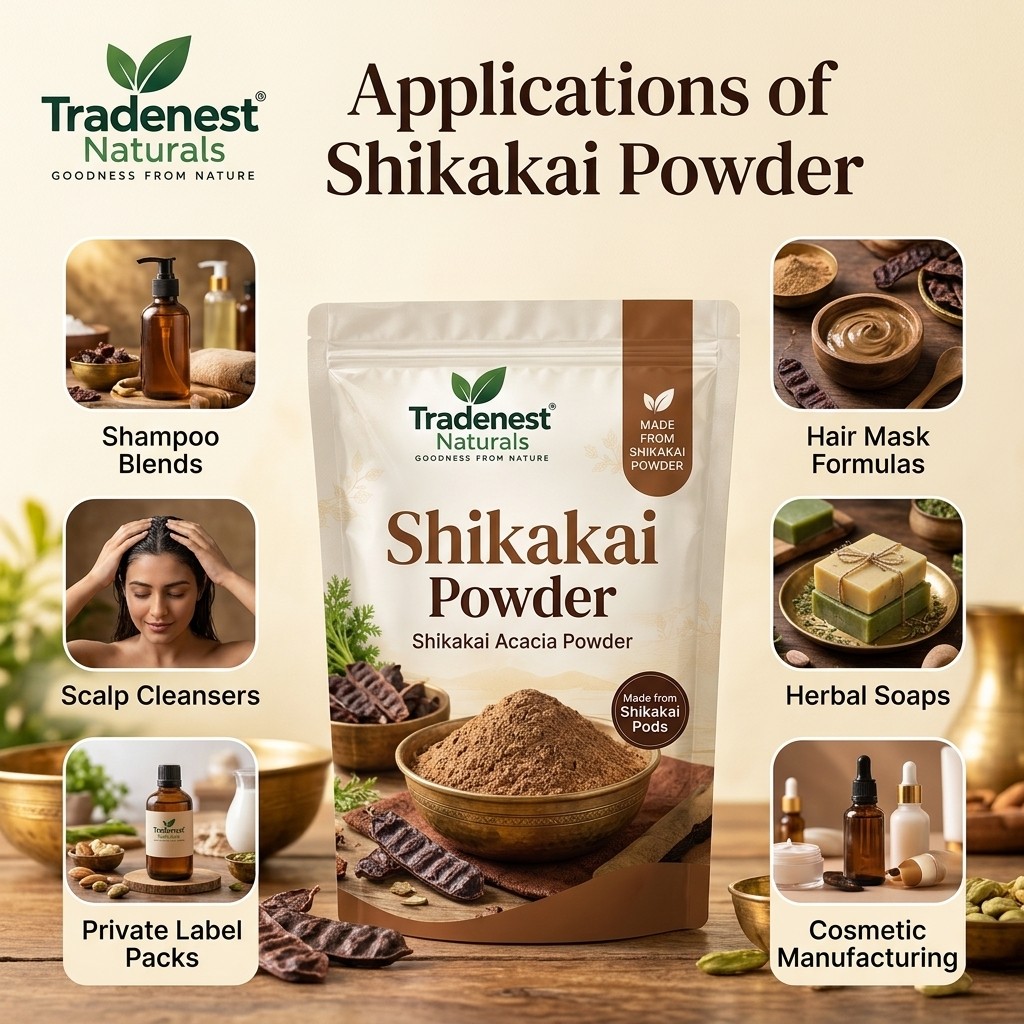 Tradenest®
Naturals
GOODNESS FROM NATURE
Applications of
Shikakai Powder
Shampoo
Blends
Scalp Cleansers
Private Label
Packs
Tradenest®
Naturals
GOODNESS FROM NATURE
MADE
FROM
SHIKAKAI
POWDER
Shikakai
Powder
Shikakai Acacia Powder
Made from
Shikakai
Pods
Hair Mask
Formulas
Herbal Soaps
Cosmetic
Manufacturing